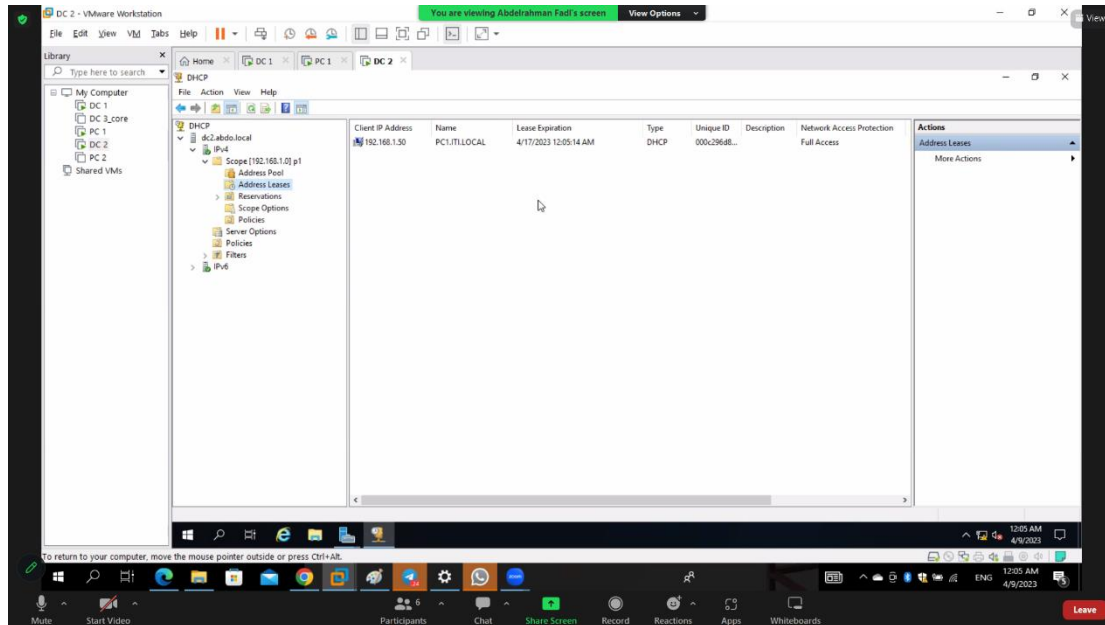 DC 2 - VMware Workstation
You are viewing Abdelrahman Fadl's screen View Options
View
File Edit View VM Tabs Help
Library
Type here to search
My Computer
DC 1
DC 3_core
PC 1
DC 2
PC 2
Shared VMs
Home DC 1 PC 1 DC 2
DHCP
File Action View Help
DHCP
dc2.abdo.local
IPv4
Scope [192.168.1.0] p1
Address Pool
Address Leases
Reservations
Scope Options
Policies
Server Options
Policies
Filters
IPv6
Client IP Address Name Lease Expiration Type Unique ID Description Network Access Protection
192.168.1.50 PC1.ITI.LOCAL 4/17/2023 12:05:14 AM DHCP 000c296d8... Full Access
Actions
Address Leases
More Actions
12:05 AM
4/9/2023
To return to your computer, move the mouse pointer outside or press Ctrl+Alt.
24
zoom
ENG
12:05 AM
4/9/2023
Mute Start Video Participants 6 Chat Share Screen Record Reactions Apps Whiteboards Leave